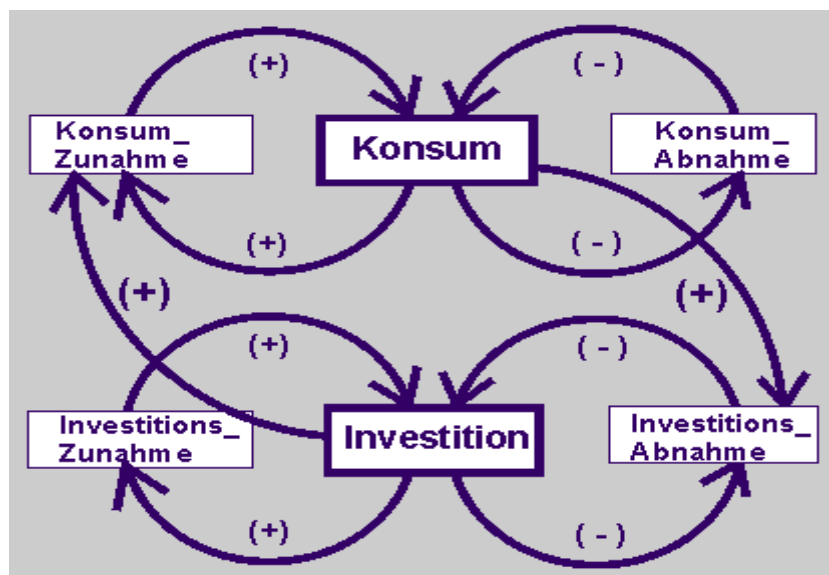 (+)
( - )
Konsum_
Zunahme
Konsum
Konsum_
Abnahme
(+)
( - )
(+)
(+)
(+)
( - )
Investitions_
Zunahme
Investition
Investitions_
Abnahme
(+)
( - )